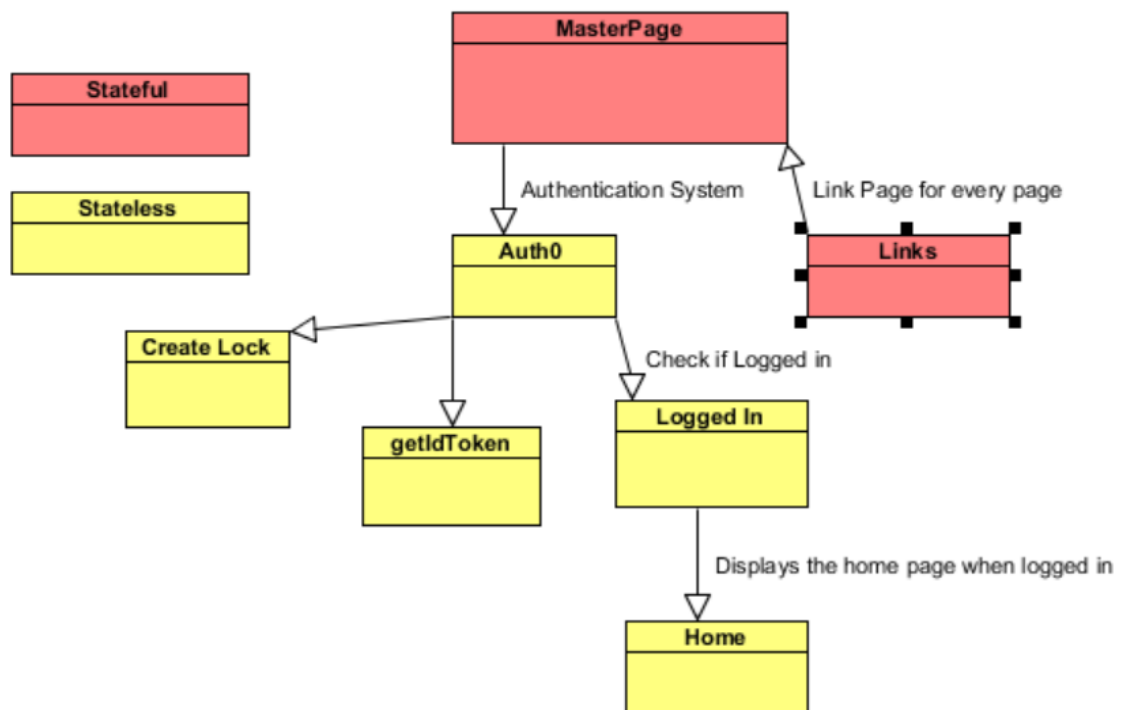 MasterPage
Stateful
Authentication System
Link Page for every page
Stateless
Auth0
Links
Create Lock
Check if Logged in
Logged In
getIdToken
Displays the home page when logged in
Home